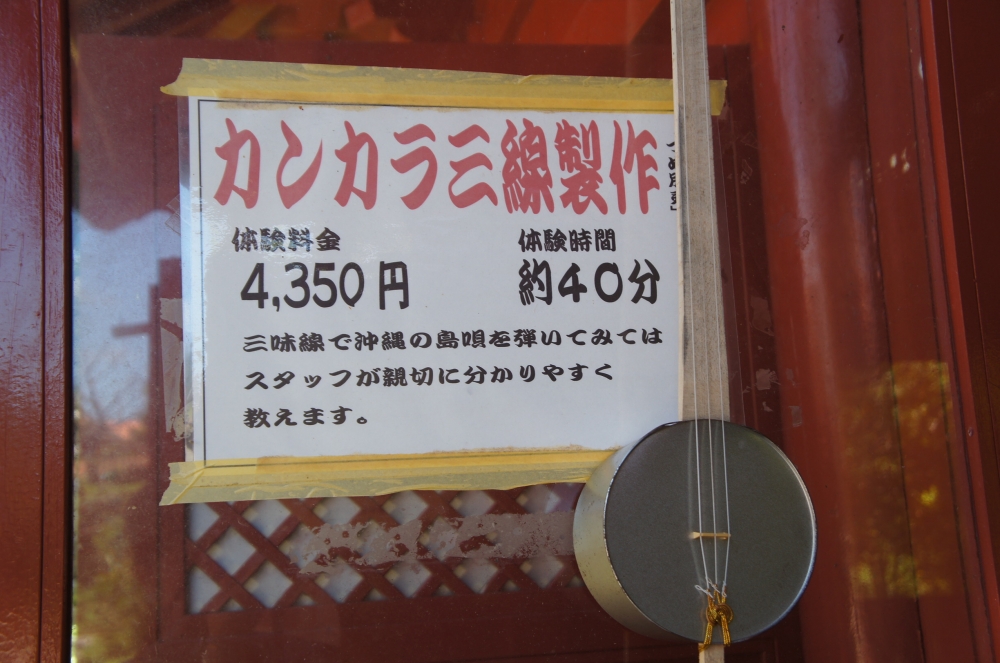 カンカラ三線製作
体験料金
4,350円
体験時間
約40分
三味線で沖縄の島唄を弾いてみては
スタッフが親切に分かりやすく
教えます。